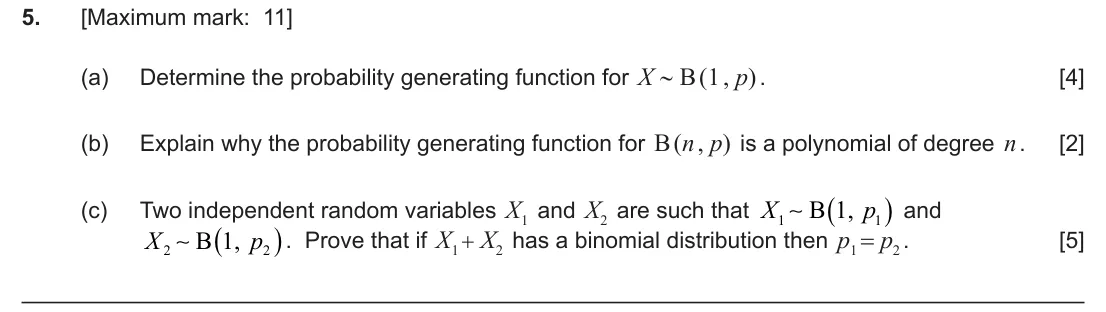 5. [Maximum mark: 11]
(a) Determine the probability generating function for X ~ B(1, p). [4]
(b) Explain why the probability generating function for B(n, p) is a polynomial of degree n. [2]
(c) Two independent random variables X₁ and X₂ are such that X₁ ~ B(1, p₁) and
X₂ ~ B(1, p₂). Prove that if X₁ + X₂ has a binomial distribution then p₁ = p₂. [5]